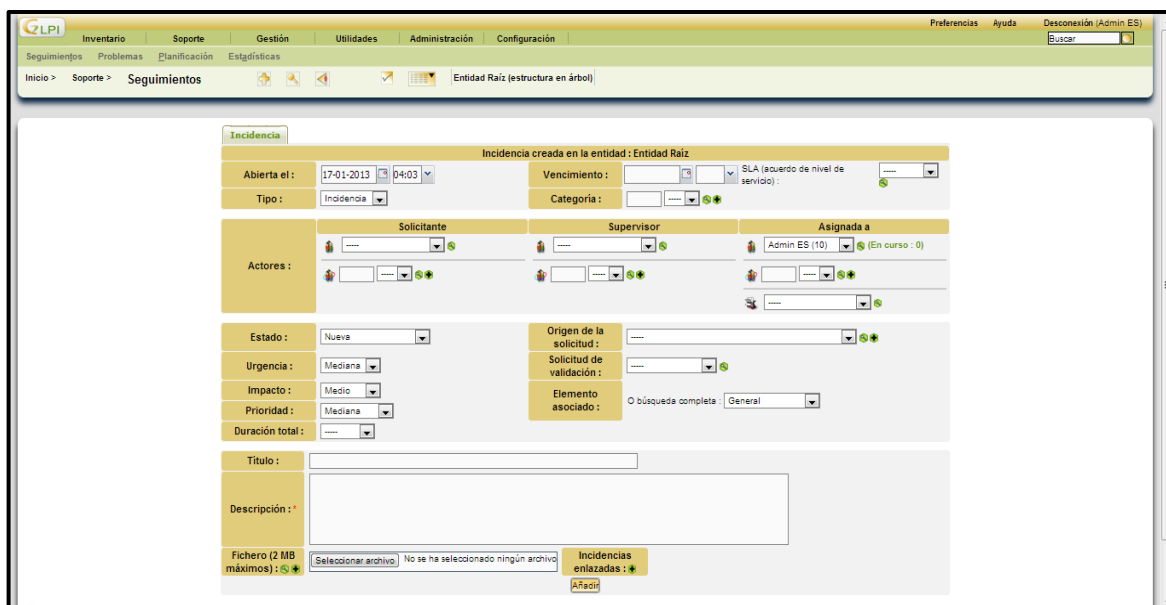 GLPI
Preferencias Ayuda Desconexión (Admin ES)
Inventario Soporte Gestión Utilidades Administración Configuración
Buscar
Seguimientos Problemas Planificación Estadísticas
Inicio > Soporte > Seguimientos Entidad Raíz (estructura en árbol)
Incidencia
Incidencia creada en la entidad : Entidad Raíz
Abierta el : 17-01-2013 04:03 Vencimiento : SLA (acuerdo de nivel de servicio) : -----
Tipo : Incidencia Categoría : -----
Actores :
Solicitante Supervisor Asignada a
----- ----- Admin ES (10) (En curso : 0)
----- ----- -----
-----
Estado : Nueva Origen de la solicitud : -----
Urgencia : Mediana Solicitud de validación : -----
Impacto : Medio Elemento asociado : O búsqueda completa : General
Prioridad : Mediana
Duración total : -----
Título :
Descripción : *
Fichero (2 MB máximos) : Seleccionar archivo No se ha seleccionado ningún archivo Incidencias enlazadas :
Añadir